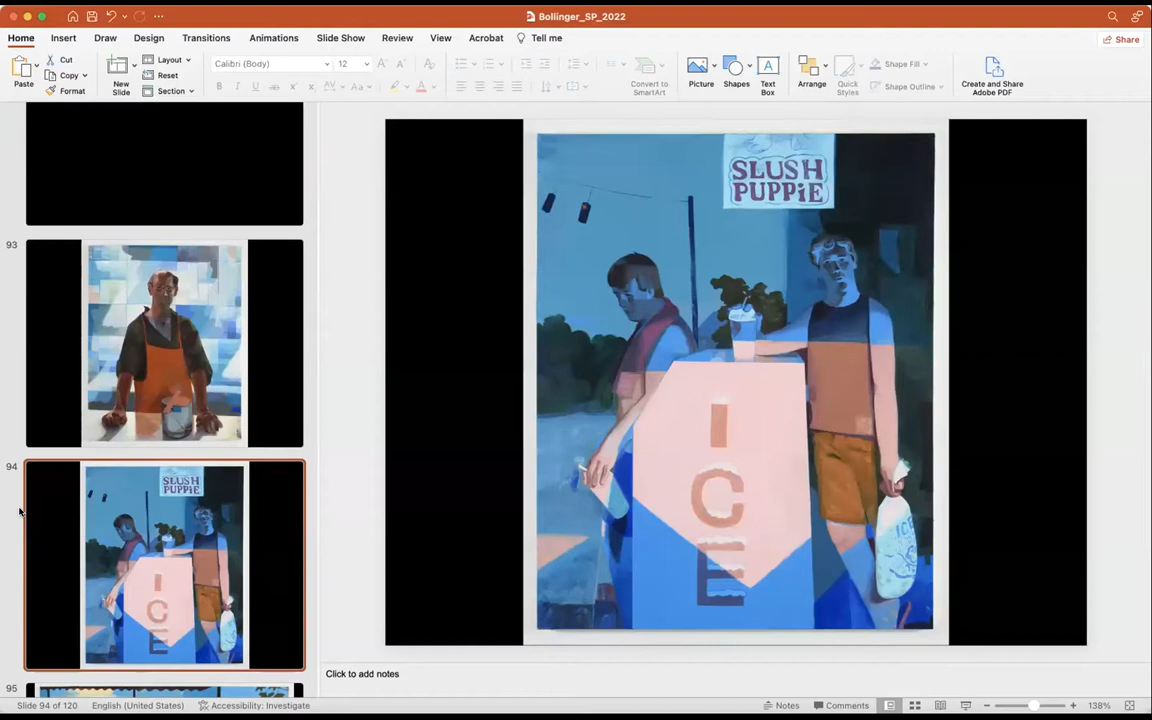 Bollinger_SP_2022
Home Insert Draw Design Transitions Animations Slide Show Review View Acrobat Tell me
Share
Paste
Cut
Copy
Format
New Slide
Layout
Reset
Section
Calibri (Body) 12
Convert to SmartArt
Picture
Shapes
Text Box
Arrange
Quick Styles
Shape Fill
Shape Outline
Create and Share Adobe PDF
93
94
SLUSH
PUPPiE
ICE
95
SLUSH
PUPPiE
I
C
E
ICE
Click to add notes
Slide 94 of 120 English (United States) Accessibility: Investigate Notes Comments 138%